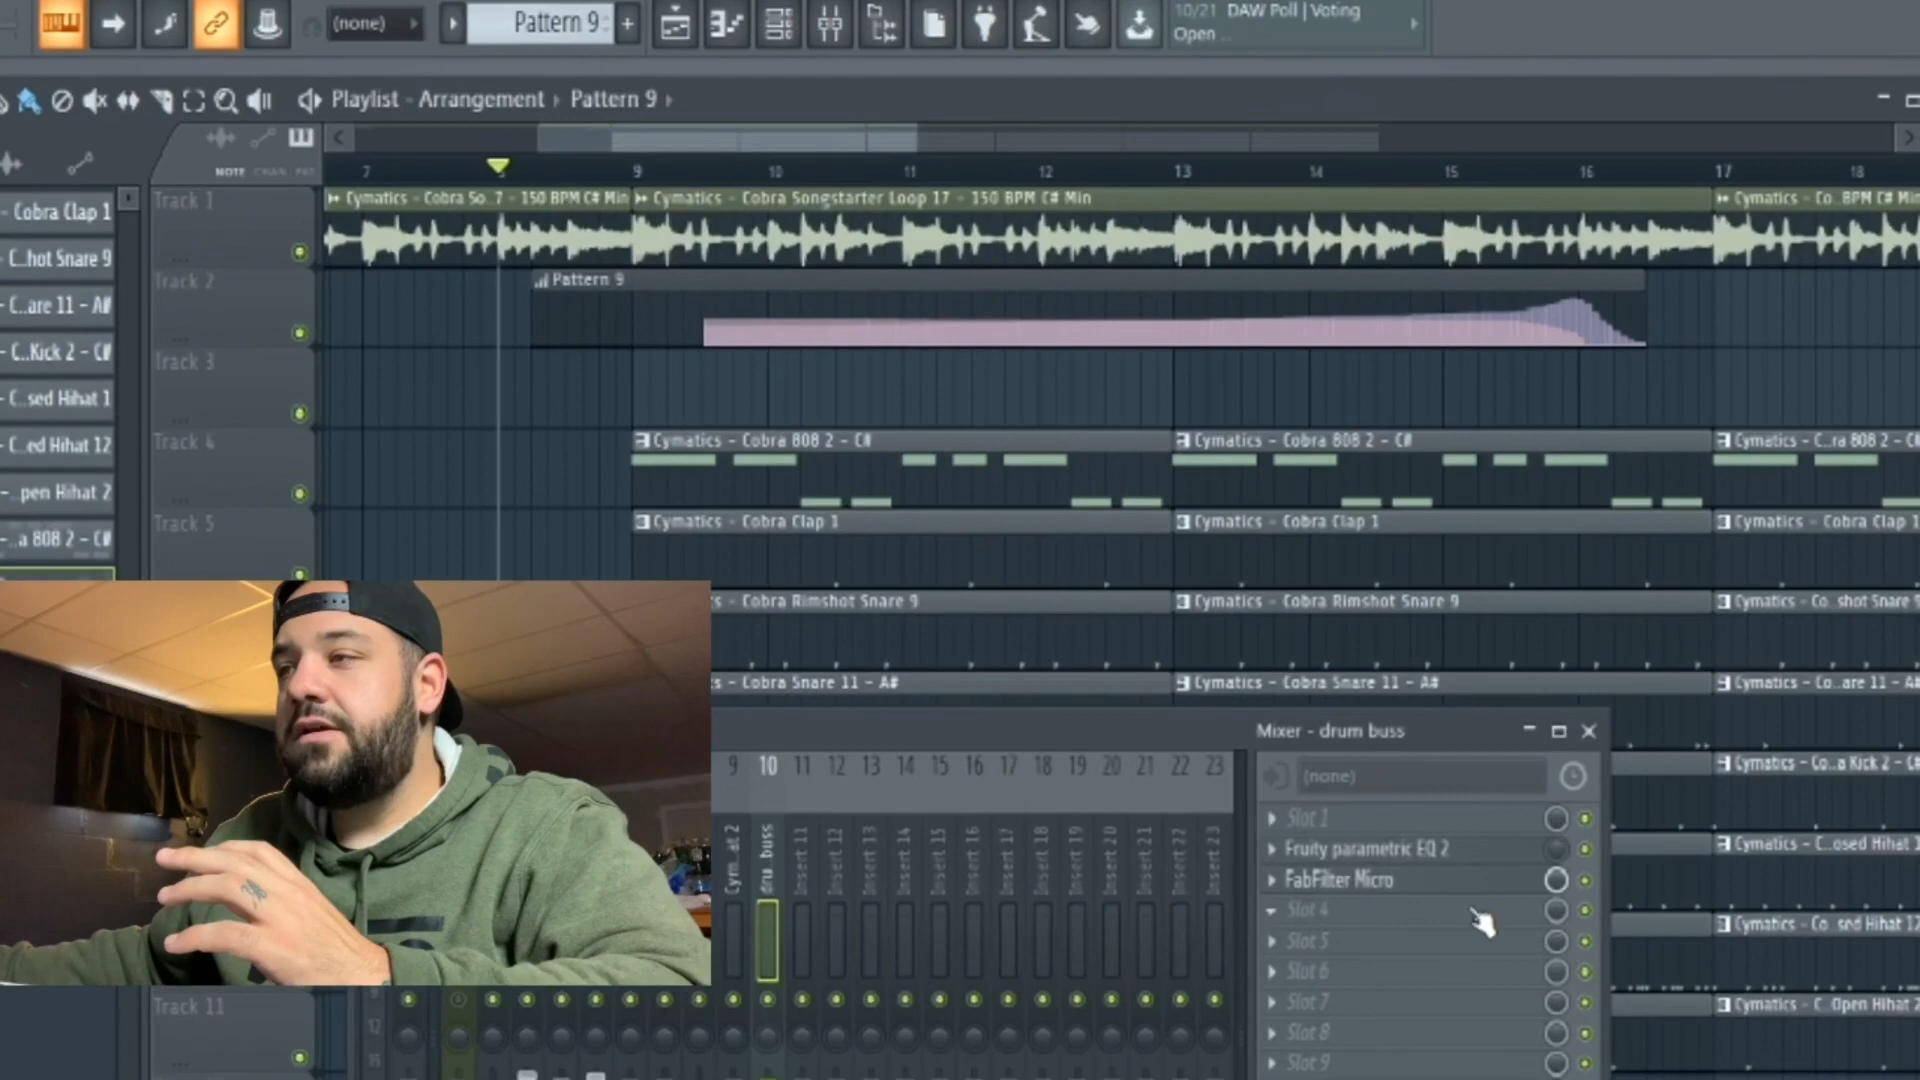 (none)
Pattern 9
+
10/21 DAW Poll | Voting
Open ..
Playlist - Arrangement › Pattern 9 ›
NOTE CHAN PAT
7 9 10 11 12 13 14 15 16 17 18
- Cobra Clap 1
- C..hot Snare 9
- C...are 11 - A#
- C..Kick 2 - C#
- C..sed Hihat 1
- C..ed Hihat 12
-..pen Hihat 2
-..a 808 2 - C#
Track 1
Cymatics - Cobra So..7 - 150 BPM C# Min
Cymatics - Cobra Songstarter Loop 17 - 150 BPM C# Min
Cymatics - Co..BPM C# Min
Track 2
Pattern 9
Track 3
Track 4
Cymatics - Cobra 808 2 - C#
Cymatics - Cobra 808 2 - C#
Cymatics - C..ra 808 2 - C#
Track 5
Cymatics - Cobra Clap 1
Cymatics - Cobra Clap 1
Cymatics - Cobra Clap 1
s - Cobra Rimshot Snare 9
Cymatics - Cobra Rimshot Snare 9
Cymatics - Co..shot Snare 9
s - Cobra Snare 11 - A#
Cymatics - Cobra Snare 11 - A#
Cymatics - Co...are 11 - A#
Cymatics - Co..a Kick 2 - C#
Cymatics - C..osed Hihat 1
Cymatics - Co..sed Hihat 12
Cymatics - C..Open Hihat 2
Track 11
Mixer - drum buss
(none)
9 10 11 12 13 14 15 16 17 18 19 20 21 22 23
Cym..at 2
dru buss
Insert 11
Insert 12
Insert 13
Insert 14
Insert 15
Insert 16
Insert 17
Insert 18
Insert 19
Insert 20
Insert 21
Insert 22
Insert 23
Slot 1
Fruity parametric EQ 2
FabFilter Micro
Slot 4
Slot 5
Slot 6
Slot 7
Slot 8
Slot 9
9
12
15